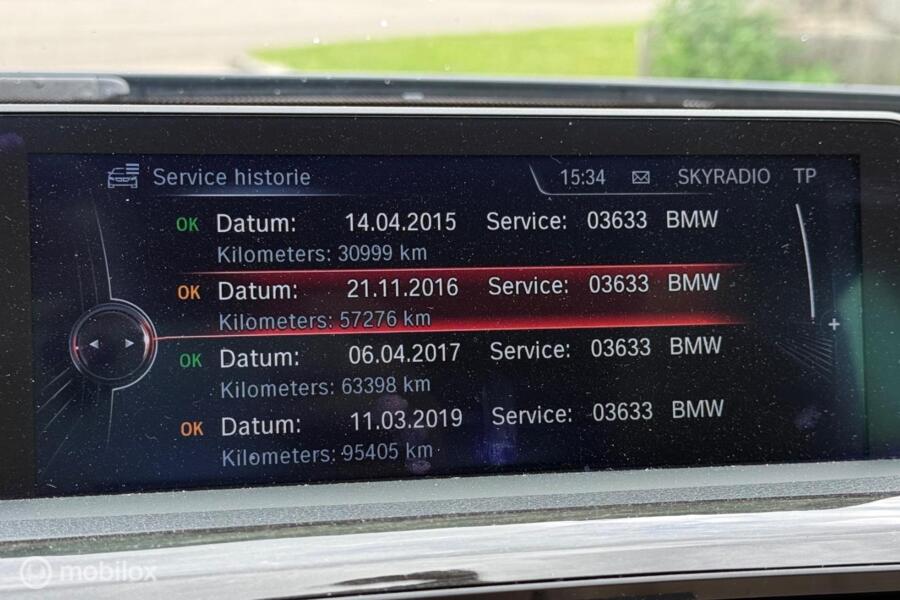 Service historie 15:34 SKYRADIO TP
OK Datum: 14.04.2015 Service: 03633 BMW
Kilometers: 30999 km
OK Datum: 21.11.2016 Service: 03633 BMW
Kilometers: 57276 km
OK Datum: 06.04.2017 Service: 03633 BMW
Kilometers: 63398 km
OK Datum: 11.03.2019 Service: 03633 BMW
Kilometers: 95405 km
mobilox